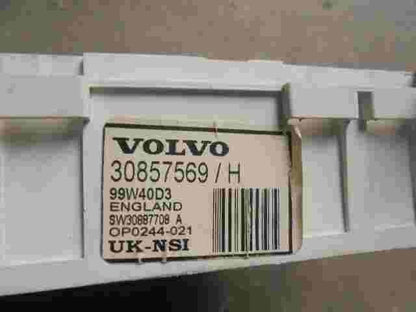 VOLVO
30857569 / H
99W40D3
ENGLAND
SW30887708 A
OP0244-021
UK-NSI